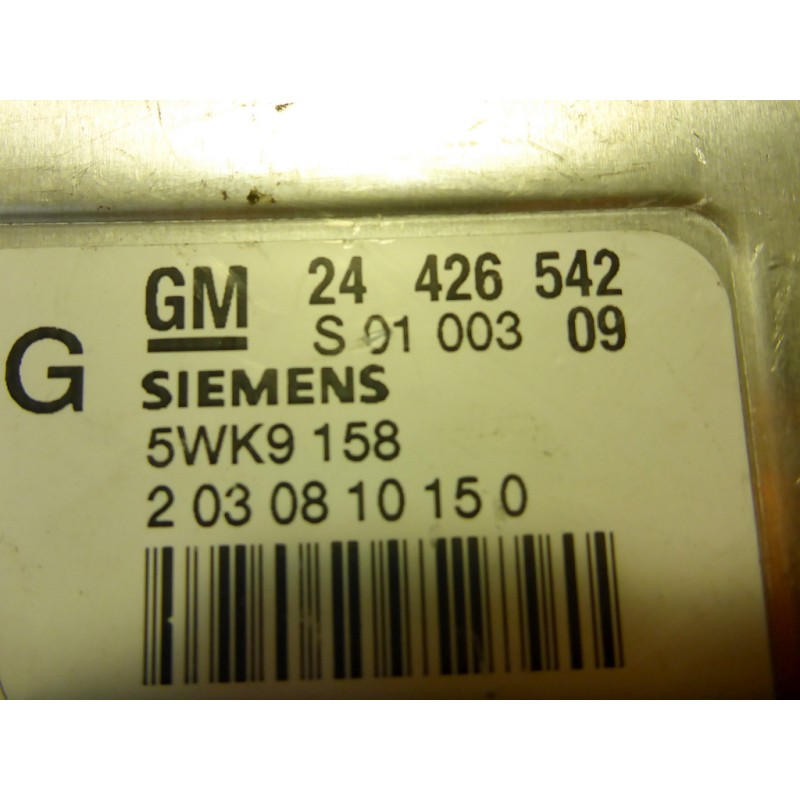 GM 24 426 542
G S 01 003 09
SIEMENS
5WK9 158
2 03 08 10 15 0